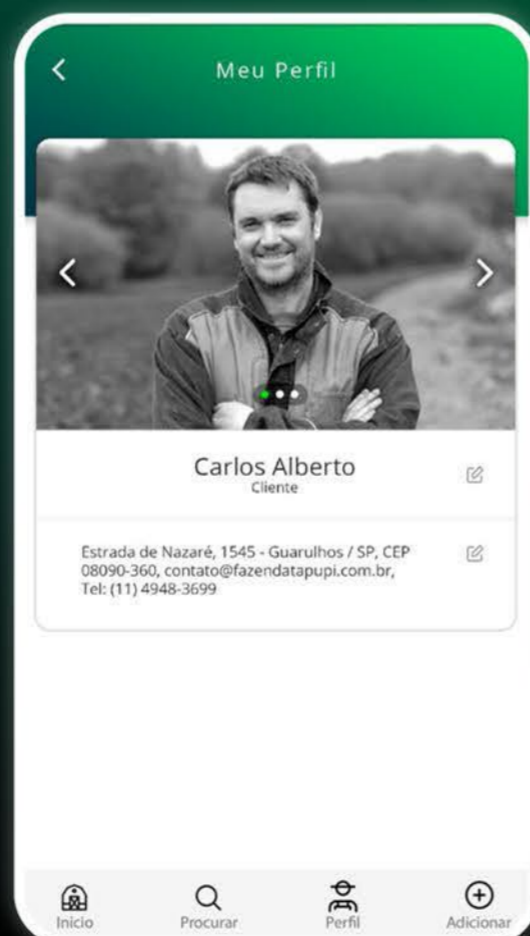 Meu Perfil
Carlos Alberto
Cliente
Estrada de Nazaré, 1545 - Guarulhos / SP, CEP
08090-360, contato@fazendatapupi.com.br,
Tel: (11) 4948-3699
Início
Procurar
Perfil
Adicionar